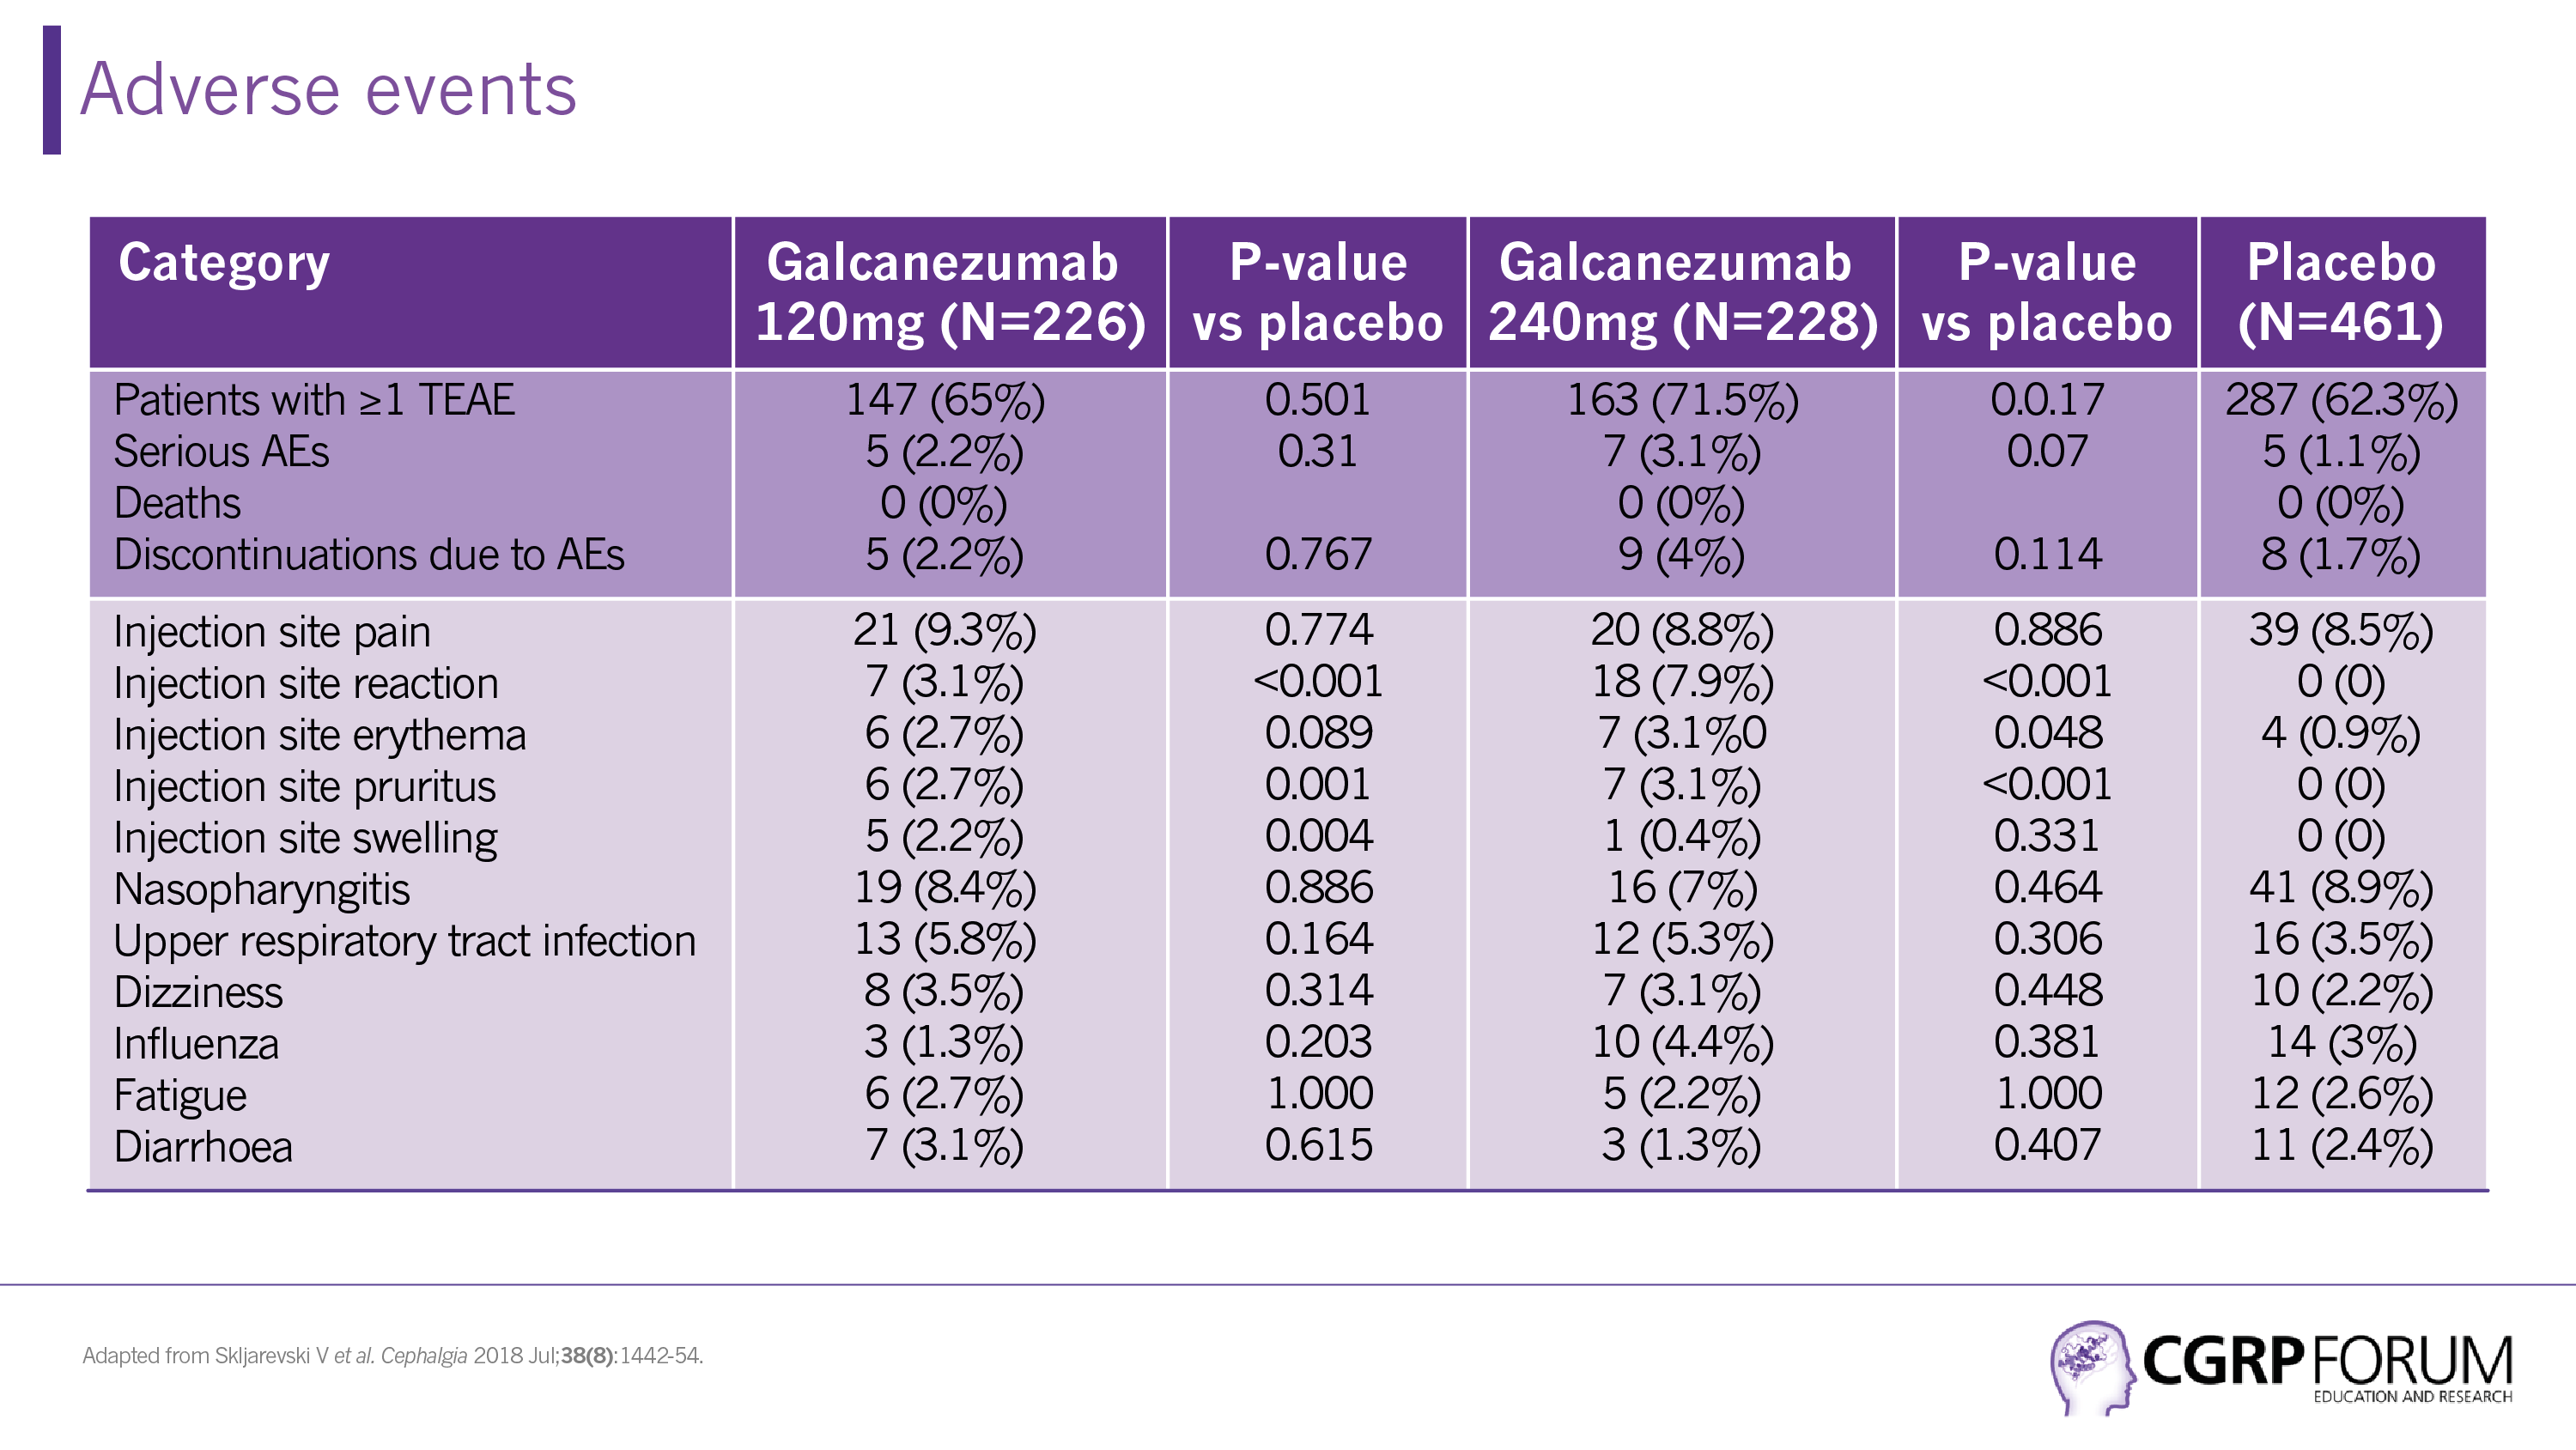 Adverse events
Category Galcanezumab 120mg (N=226) P-value vs placebo Galcanezumab 240mg (N=228) P-value vs placebo Placebo (N=461)
Patients with ≥1 TEAE 147 (65%) 0.501 163 (71.5%) 0.0.17 287 (62.3%)
Serious AEs 5 (2.2%) 0.31 7 (3.1%) 0.07 5 (1.1%)
Deaths 0 (0%) 0 (0%) 0 (0%)
Discontinuations due to AEs 5 (2.2%) 0.767 9 (4%) 0.114 8 (1.7%)
Injection site pain 21 (9.3%) 0.774 20 (8.8%) 0.886 39 (8.5%)
Injection site reaction 7 (3.1%) <0.001 18 (7.9%) <0.001 0 (0)
Injection site erythema 6 (2.7%) 0.089 7 (3.1%0 0.048 4 (0.9%)
Injection site pruritus 6 (2.7%) 0.001 7 (3.1%) <0.001 0 (0)
Injection site swelling 5 (2.2%) 0.004 1 (0.4%) 0.331 0 (0)
Nasopharyngitis 19 (8.4%) 0.886 16 (7%) 0.464 41 (8.9%)
Upper respiratory tract infection 13 (5.8%) 0.164 12 (5.3%) 0.306 16 (3.5%)
Dizziness 8 (3.5%) 0.314 7 (3.1%) 0.448 10 (2.2%)
Influenza 3 (1.3%) 0.203 10 (4.4%) 0.381 14 (3%)
Fatigue 6 (2.7%) 1.000 5 (2.2%) 1.000 12 (2.6%)
Diarrhoea 7 (3.1%) 0.615 3 (1.3%) 0.407 11 (2.4%)
Adapted from Skljarevski V et al. Cephalgia 2018 Jul;38(8):1442-54.
CGRP FORUM
EDUCATION AND RESEARCH